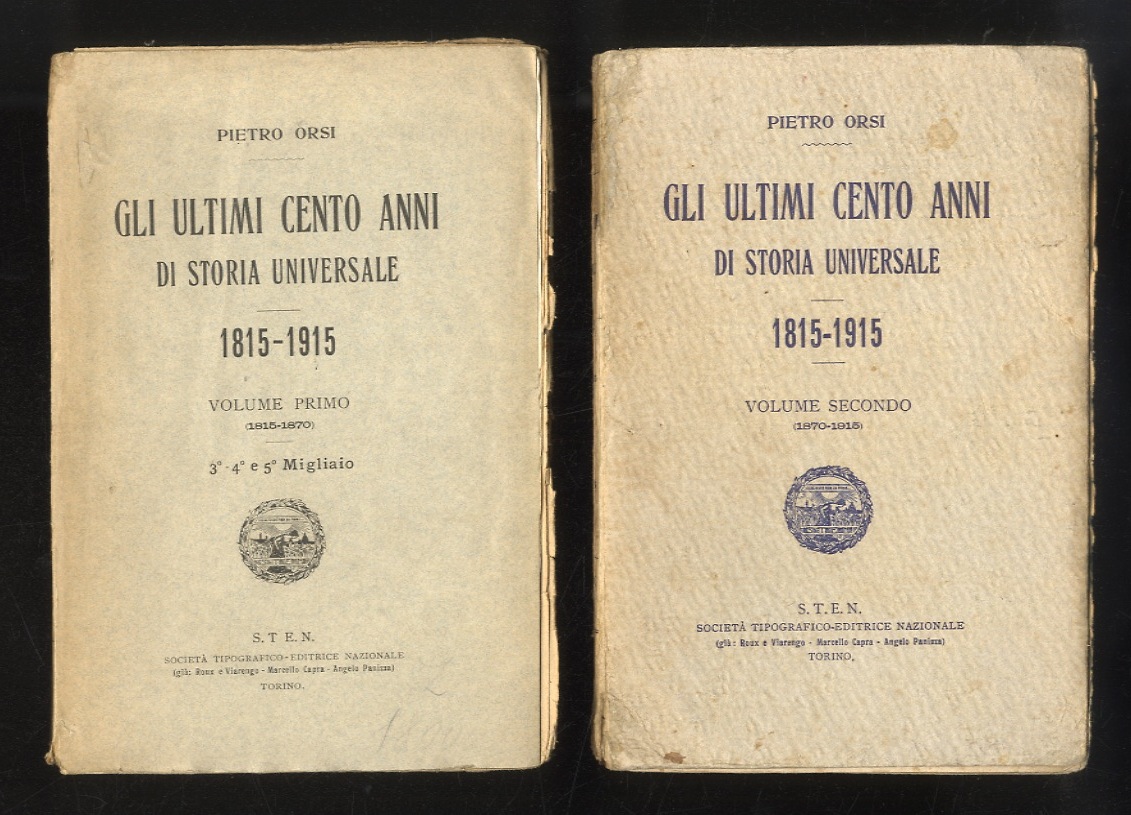 PIETRO ORSI
GLI ULTIMI CENTO ANNI
DI STORIA UNIVERSALE
1815-1915
VOLUME PRIMO
(1815-1870)
3° - 4° e 5° Migliaio
S. T E. N.
SOCIETÀ TIPOGRAFICO-EDITRICE NAZIONALE
(già: Roux e Viarengo - Marcello Capra - Angelo Panizza)
TORINO.
PIETRO ORSI
GLI ULTIMI CENTO ANNI
DI STORIA UNIVERSALE
1815-1915
VOLUME SECONDO
(1870-1915)
S. T. E. N.
SOCIETÀ TIPOGRAFICO-EDITRICE NAZIONALE
(già: Roux e Viarengo - Marcello Capra - Angelo Panizza)
TORINO.